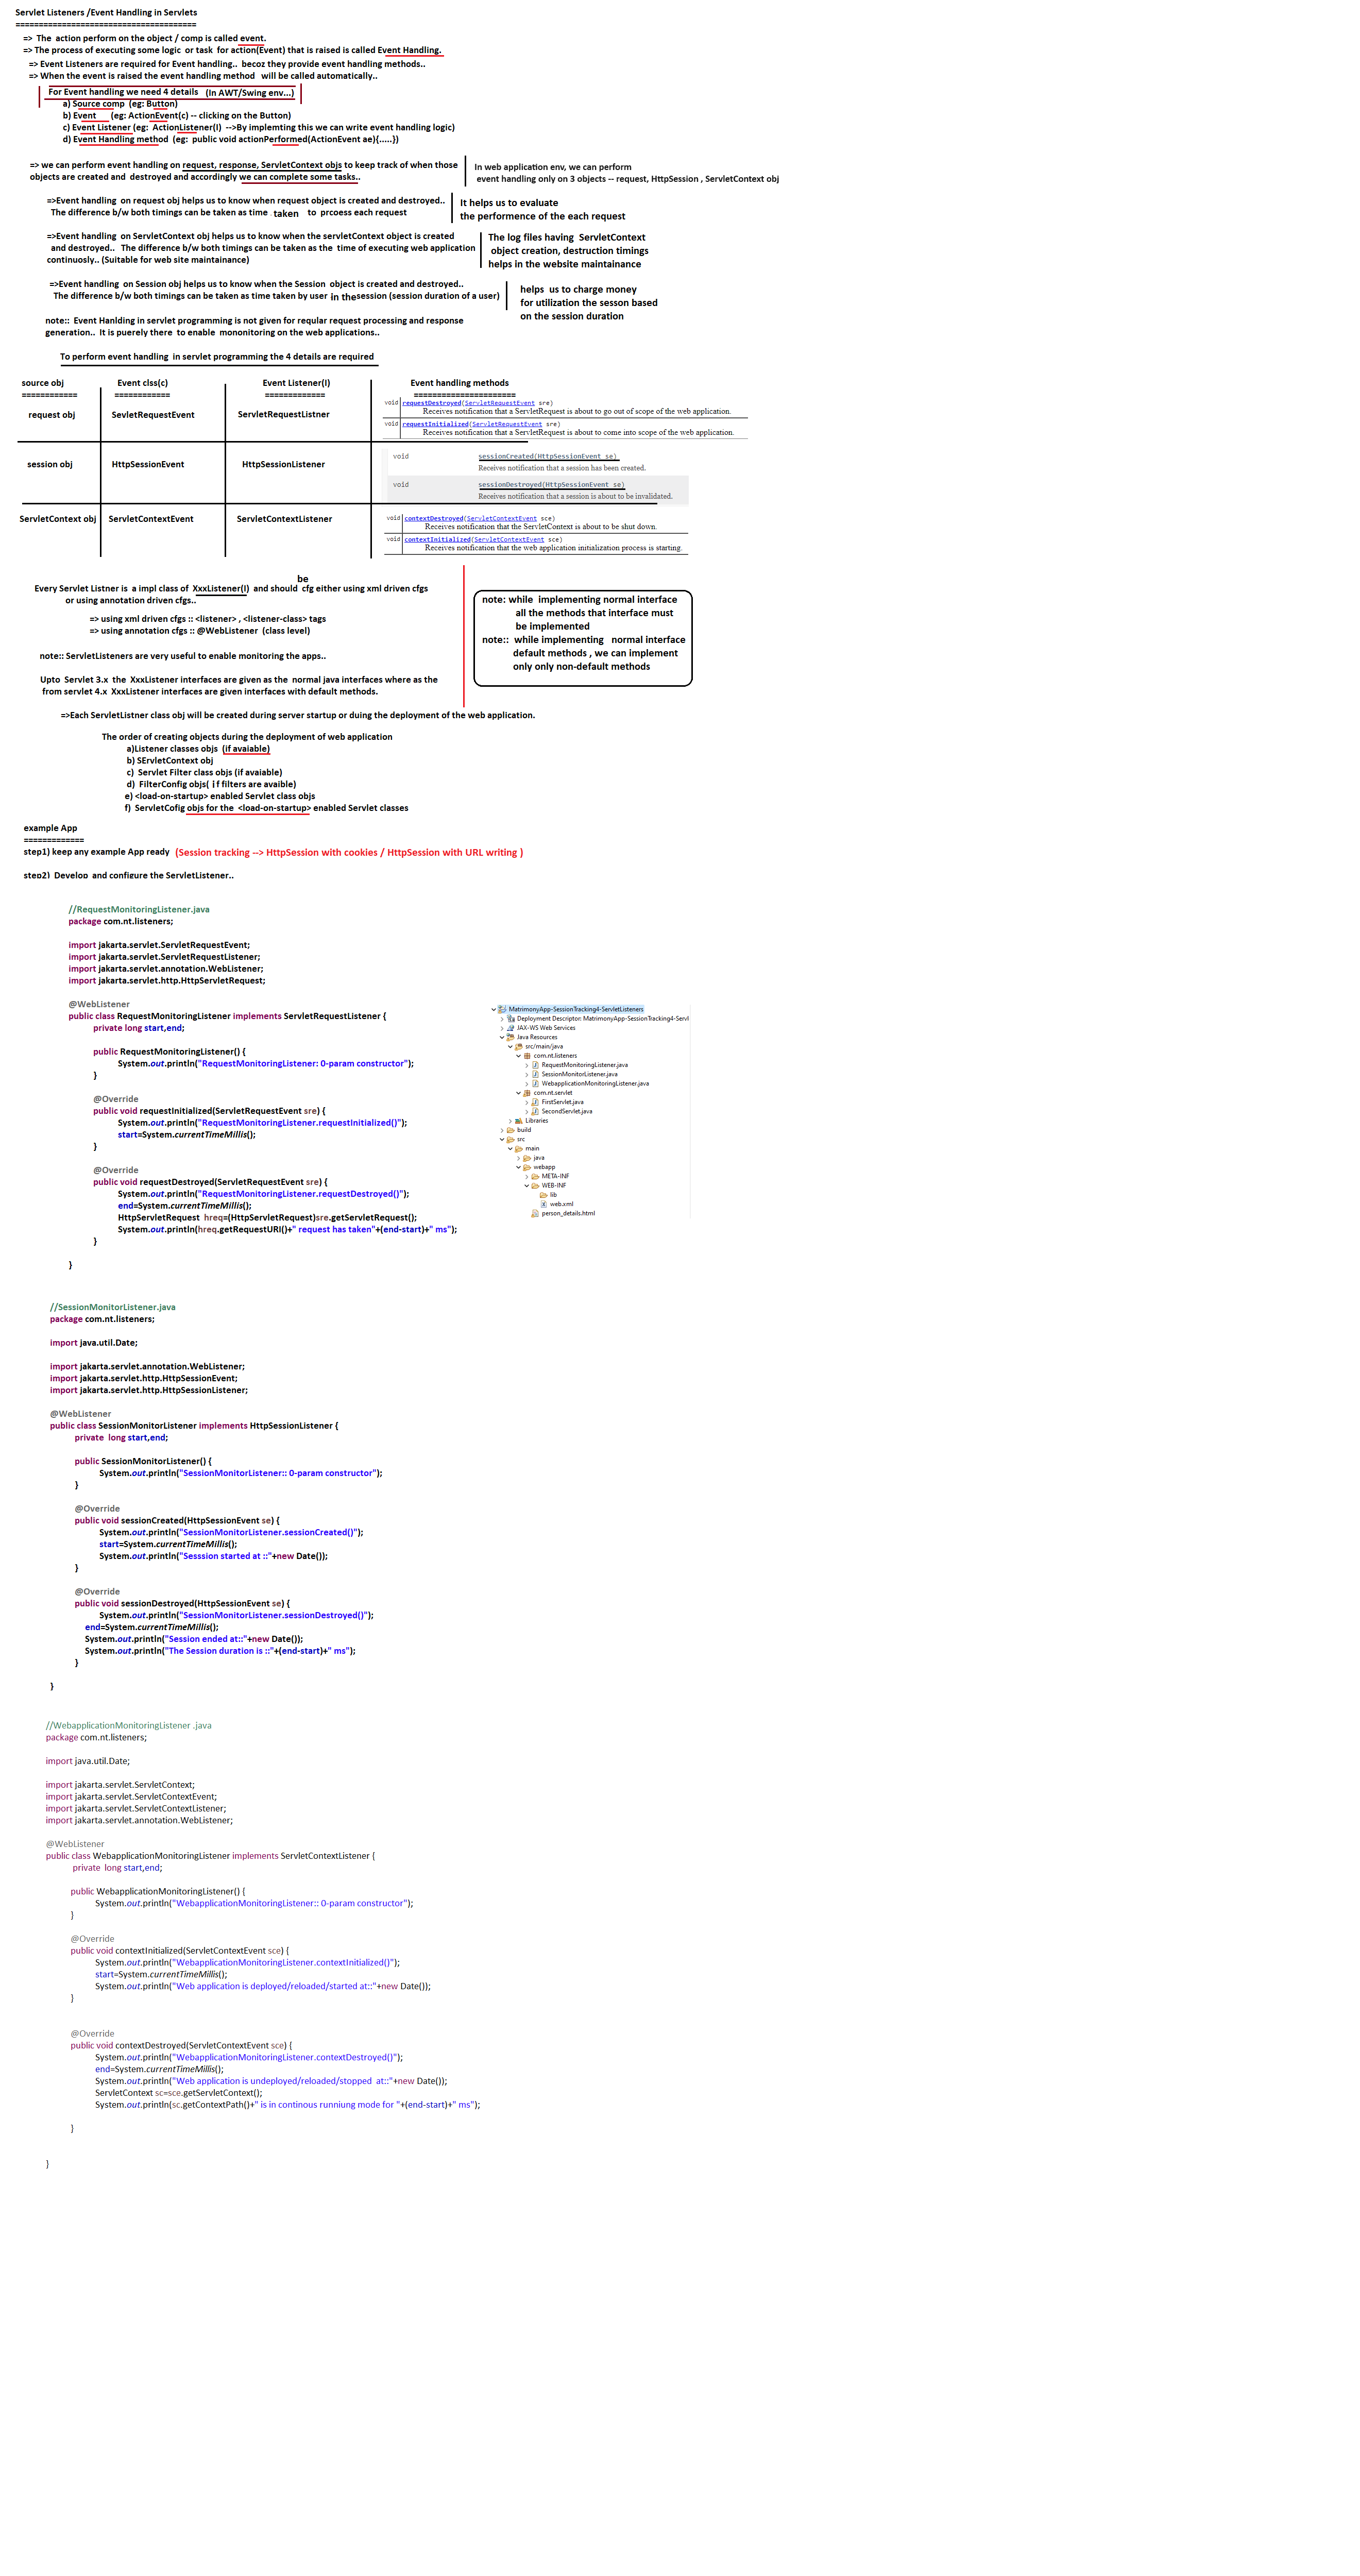 Servlet Listeners /Event Handling in Servlets
=======================================
=> The action perform on the object / comp is called event.
=> The process of executing some logic or task for action(Event) that is raised is called Event Handling.
=> Event Listeners are required for Event handling.. becoz they provide event handling methods..
=> When the event is raised the event handling method will be called automatically..
For Event handling we need 4 details (In AWT/Swing env...)
a) Source comp (eg: Button)
b) Event (eg: ActionEvent(c) -- clicking on the Button)
c) Event Listener (eg: ActionListener(I) -->By implemting this we can write event handling logic)
d) Event Handling method (eg: public void actionPerformed(ActionEvent ae){.....})
=> we can perform event handling on request, response, ServletContext objs to keep track of when those
objects are created and destroyed and accordingly we can complete some tasks..
In web application env, we can perform
event handling only on 3 objects -- request, HttpSession , ServletContext obj
=>Event handling on request obj helps us to know when request object is created and destroyed..
The difference b/w both timings can be taken as time taken to prcoess each request
It helps us to evaluate
the performence of the each request
=>Event handling on ServletContext obj helps us to know when the servletContext object is created
and destroyed.. The difference b/w both timings can be taken as the time of executing web application
continuosly.. (Suitable for web site maintainance)
The log files having ServletContext
object creation, destruction timings
helps in the website maintainance
=>Event handling on Session obj helps us to know when the Session object is created and destroyed..
The difference b/w both timings can be taken as time taken by user in the session (session duration of a user)
helps us to charge money
for utilization the sesson based
on the session duration
note:: Event Hanlding in servlet programming is not given for reqular request processing and response
generation.. It is puerely there to enable mononitoring on the web applications..
To perform event handling in servlet programming the 4 details are required
source obj Event clss(c) Event Listener(I) Event handling methods
============ ============ ============= ======================
request obj SevletRequestEvent ServletRequestListner
void requestDestroyed(ServletRequestEvent sre)
Receives notification that a ServletRequest is about to go out of scope of the web application.
void requestInitialized(ServletRequestEvent sre)
Receives notification that a ServletRequest is about to come into scope of the web application.
session obj HttpSessionEvent HttpSessionListener
void sessionCreated(HttpSessionEvent se)
Receives notification that a session has been created.
void sessionDestroyed(HttpSessionEvent se)
Receives notification that a session is about to be invalidated.
ServletContext obj ServletContextEvent ServletContextListener
void contextDestroyed(ServletContextEvent sce)
Receives notification that the ServletContext is about to be shut down.
void contextInitialized(ServletContextEvent sce)
Receives notification that the web application initialization process is starting.
be
Every Servlet Listner is a impl class of XxxListener(I) and should cfg either using xml driven cfgs
or using annotation driven cfgs..
=> using xml driven cfgs :: <listener> , <listener-class> tags
=> using annotation cfgs :: @WebListener (class level)
note:: ServletListeners are very useful to enable monitoring the apps..
Upto Servlet 3.x the XxxListener interfaces are given as the normal java interfaces where as the
from servlet 4.x XxxListener interfaces are given interfaces with default methods.
note: while implementing normal interface
all the methods that interface must
be implemented
note:: while implementing normal interface
default methods , we can implement
only only non-default methods
=>Each ServletListner class obj will be created during server startup or duing the deployment of the web application.
The order of creating objects during the deployment of web application
a)Listener classes objs (if avaiable)
b) SErvletContext obj
c) Servlet Filter class objs (if avaiable)
d) FilterConfig objs( if filters are avaible)
e) <load-on-startup> enabled Servlet class objs
f) ServletCofig objs for the <load-on-startup> enabled Servlet classes
example App
=============
step1) keep any example App ready (Session tracking --> HttpSession with cookies / HttpSession with URL writing )
step2) Develop and configure the ServletListener..
//RequestMonitoringListener.java
package com.nt.listeners;
import jakarta.servlet.ServletRequestEvent;
import jakarta.servlet.ServletRequestListener;
import jakarta.servlet.annotation.WebListener;
import jakarta.servlet.http.HttpServletRequest;
@WebListener
public class RequestMonitoringListener implements ServletRequestListener {
private long start,end;
public RequestMonitoringListener() {
System.out.println("RequestMonitoringListener: 0-param constructor");
}
@Override
public void requestInitialized(ServletRequestEvent sre) {
System.out.println("RequestMonitoringListener.requestInitialized()");
start=System.currentTimeMillis();
}
@Override
public void requestDestroyed(ServletRequestEvent sre) {
System.out.println("RequestMonitoringListener.requestDestroyed()");
end=System.currentTimeMillis();
HttpServletRequest hreq=(HttpServletRequest)sre.getServletRequest();
System.out.println(hreq.getRequestURI()+" request has taken"+(end-start)+" ms");
}
}
MatrimonyApp-SessionTracking4-ServletListeners
Deployment Descriptor: MatrimonyApp-SessionTracking4-Servl
JAX-WS Web Services
Java Resources
src/main/java
com.nt.listeners
RequestMonitoringListener.java
SessionMonitorListener.java
WebapplicationMonitoringListener.java
com.nt.servlet
FirstServlet.java
SecondServlet.java
Libraries
build
src
main
java
webapp
META-INF
WEB-INF
lib
web.xml
person_details.html
//SessionMonitorListener.java
package com.nt.listeners;
import java.util.Date;
import jakarta.servlet.annotation.WebListener;
import jakarta.servlet.http.HttpSessionEvent;
import jakarta.servlet.http.HttpSessionListener;
@WebListener
public class SessionMonitorListener implements HttpSessionListener {
private long start,end;
public SessionMonitorListener() {
System.out.println("SessionMonitorListener:: 0-param constructor");
}
@Override
public void sessionCreated(HttpSessionEvent se) {
System.out.println("SessionMonitorListener.sessionCreated()");
start=System.currentTimeMillis();
System.out.println("Sesssion started at ::"+new Date());
}
@Override
public void sessionDestroyed(HttpSessionEvent se) {
System.out.println("SessionMonitorListener.sessionDestroyed()");
end=System.currentTimeMillis();
System.out.println("Session ended at::"+new Date());
System.out.println("The Session duration is ::"+(end-start)+" ms");
}
}
//WebapplicationMonitoringListener .java
package com.nt.listeners;
import java.util.Date;
import jakarta.servlet.ServletContext;
import jakarta.servlet.ServletContextEvent;
import jakarta.servlet.ServletContextListener;
import jakarta.servlet.annotation.WebListener;
@WebListener
public class WebapplicationMonitoringListener implements ServletContextListener {
private long start,end;
public WebapplicationMonitoringListener() {
System.out.println("WebapplicationMonitoringListener:: 0-param constructor");
}
@Override
public void contextInitialized(ServletContextEvent sce) {
System.out.println("WebapplicationMonitoringListener.contextInitialized()");
start=System.currentTimeMillis();
System.out.println("Web application is deployed/reloaded/started at::"+new Date());
}
@Override
public void contextDestroyed(ServletContextEvent sce) {
System.out.println("WebapplicationMonitoringListener.contextDestroyed()");
end=System.currentTimeMillis();
System.out.println("Web application is undeployed/reloaded/stopped at::"+new Date());
ServletContext sc=sce.getServletContext();
System.out.println(sc.getContextPath()+" is in continous runniung mode for "+(end-start)+" ms");
}
}